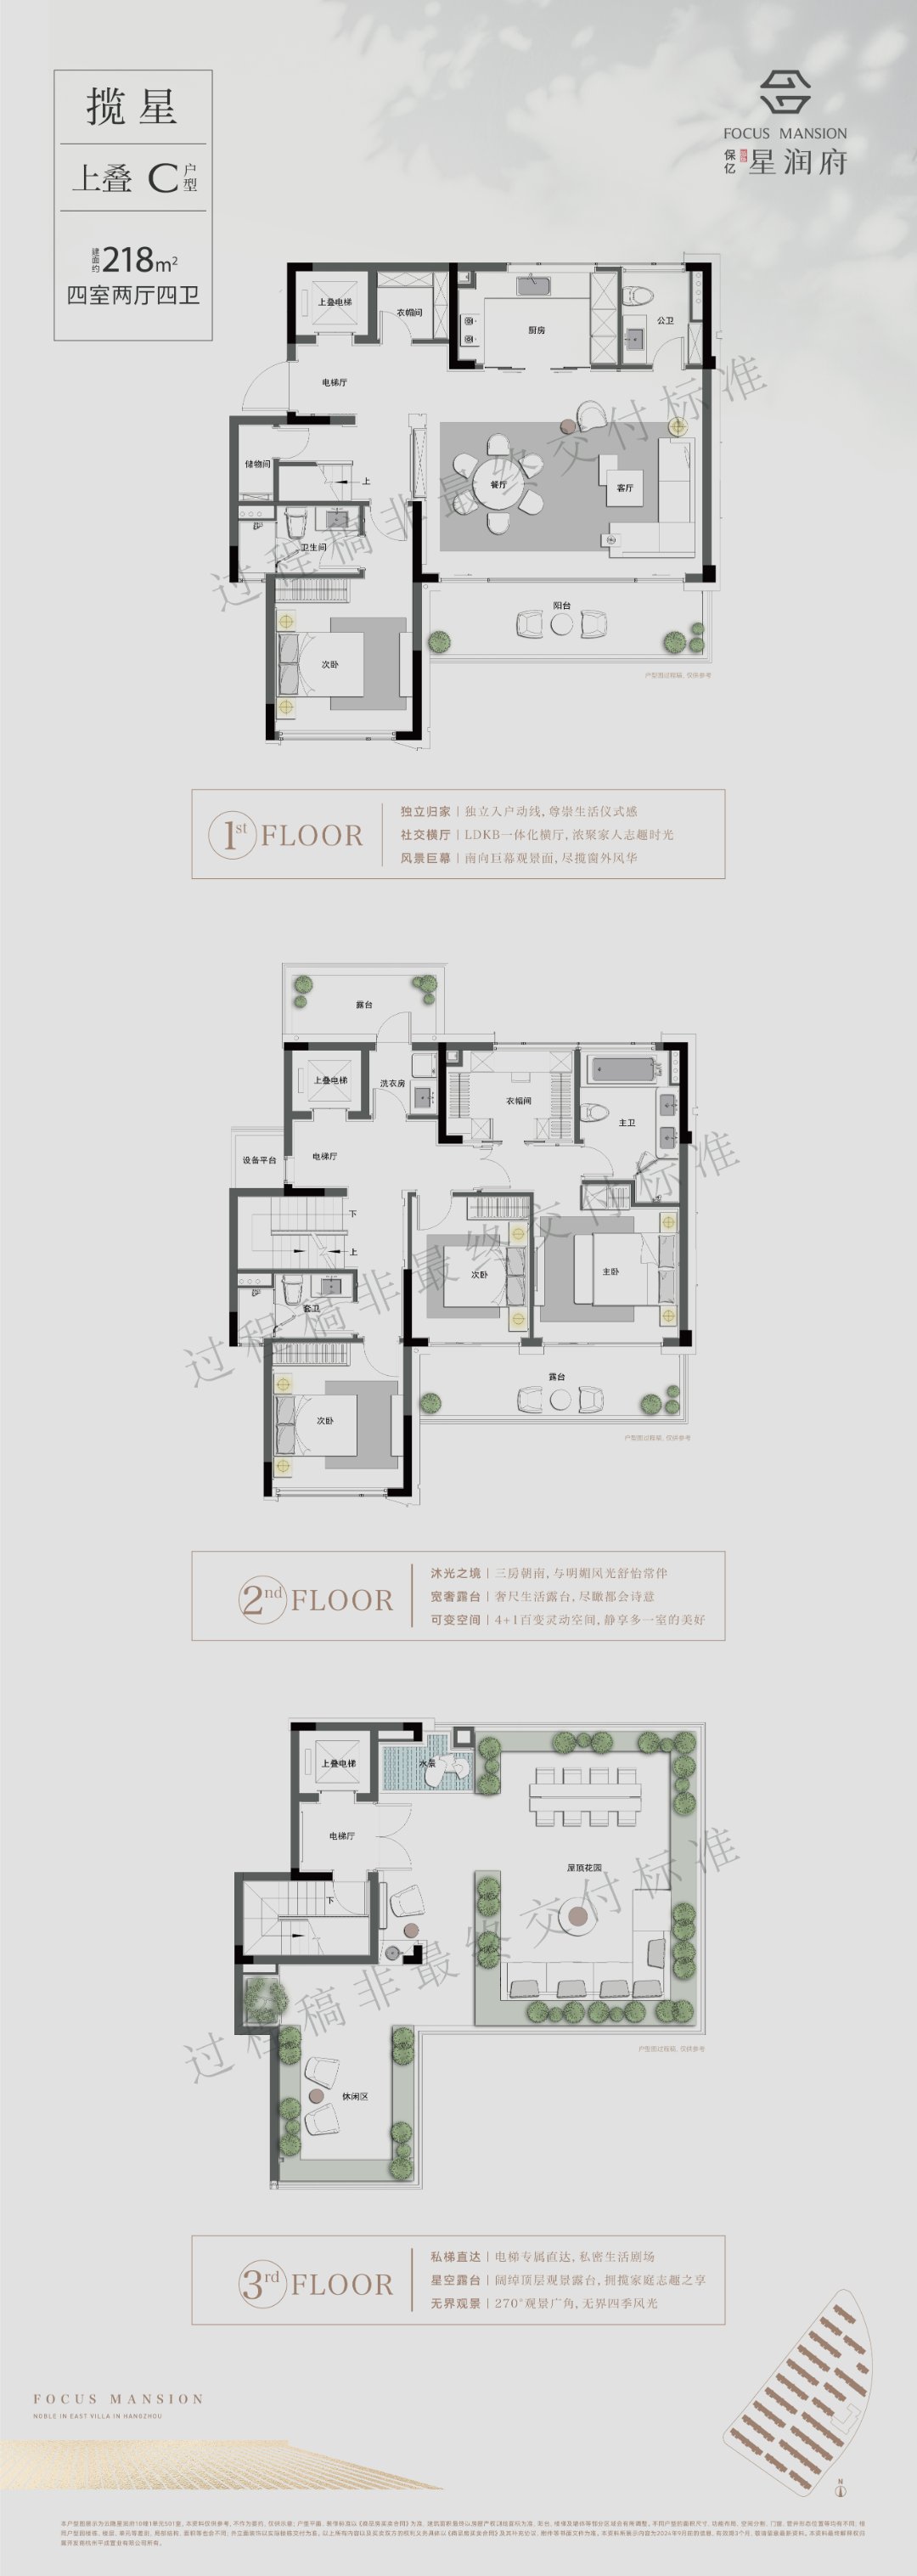 揽星
上叠 C 户型
建面约218m²
四室两厅四卫
FOCUS MANSION
保亿 星润府
上叠电梯
衣帽间
厨房
公卫
电梯厅
储物间
上
餐厅
客厅
卫生间
阳台
次卧
过程稿非最终交付标准
户型图过程稿, 仅供参考
1st FLOOR
独立归家 | 独立入户动线, 尊崇生活仪式感
社交横厅 | LDKB一体化横厅, 浓聚家人志趣时光
风景巨幕 | 南向巨幕观景面, 尽揽窗外风华
露台
上叠电梯
洗衣房
衣帽间
主卫
设备平台
电梯厅
下
上
次卧
主卧
套卫
露台
次卧
过程稿非最终交付标准
户型图过程稿, 仅供参考
2nd FLOOR
沐光之境 | 三房朝南, 与明媚风光舒怡常伴
宽奢露台 | 奢尺生活露台, 尽瞰都会诗意
可变空间 | 4+1百变灵动空间, 静享多一室的美好
上叠电梯
水景
电梯厅
屋顶花园
下
休闲区
过程稿非最终交付标准
户型图过程稿, 仅供参考
3rd FLOOR
私梯直达 | 电梯专属直达, 私密生活剧场
星空露台 | 阔绰顶层观景露台, 拥揽家庭志趣之享
无界观景 | 270°观景广角, 无界四季风光
FOCUS MANSION
NOBLE IN EAST VILLA IN HANGZHOU
N